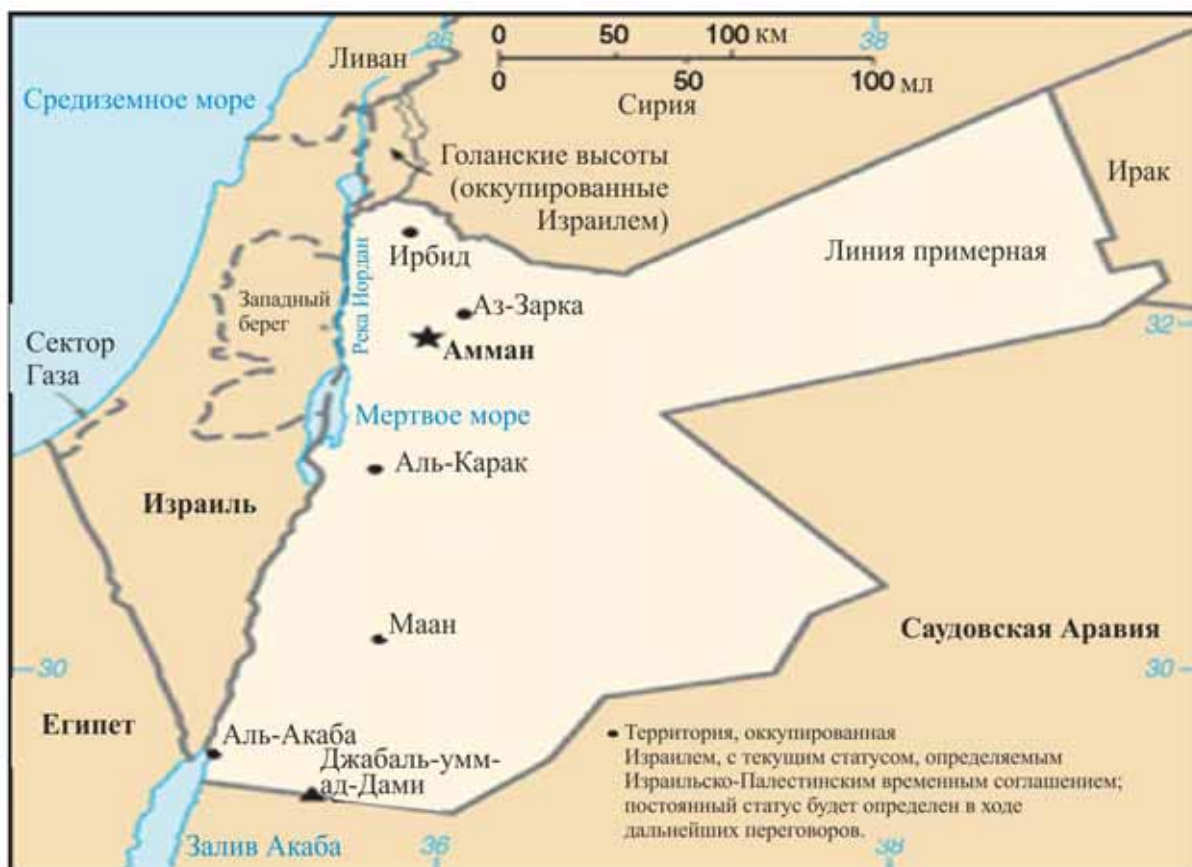 36
0 50 100 км
38
0 50 100 мл
Ливан
Средиземное море
Сирия
Голанские высоты
(оккупированные
Израилем)
Ирак
Ирбид
Линия примерная
Река Иордан
Западный
берег
Аз-Зарка
32
Сектор
Газа
Амман
Мертвое море
Аль-Карак
Израиль
Маан
Саудовская Аравия
30
30
Египет
Аль-Акаба
Джабаль-умм-
ад-Дами
Территория, оккупированная
Израилем, с текущим статусом, определяемым
Израильско-Палестинским временным соглашением;
постоянный статус будет определен в ходе
дальнейших переговоров.
Залив Акаба
36
38